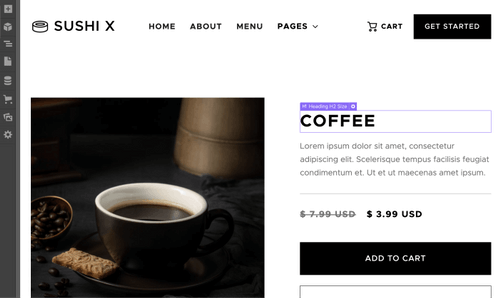 SUSHI X
HOME ABOUT MENU PAGES
CART
GET STARTED
H² Heading H2 Size
COFFEE
Lorem ipsum dolor sit amet, consectetur
adipiscing elit. Scelerisque tempus facilisis feugiat
condimentum et. Ut et ut maecenas amet ipsum.
$ 7.99 USD $ 3.99 USD
ADD TO CART